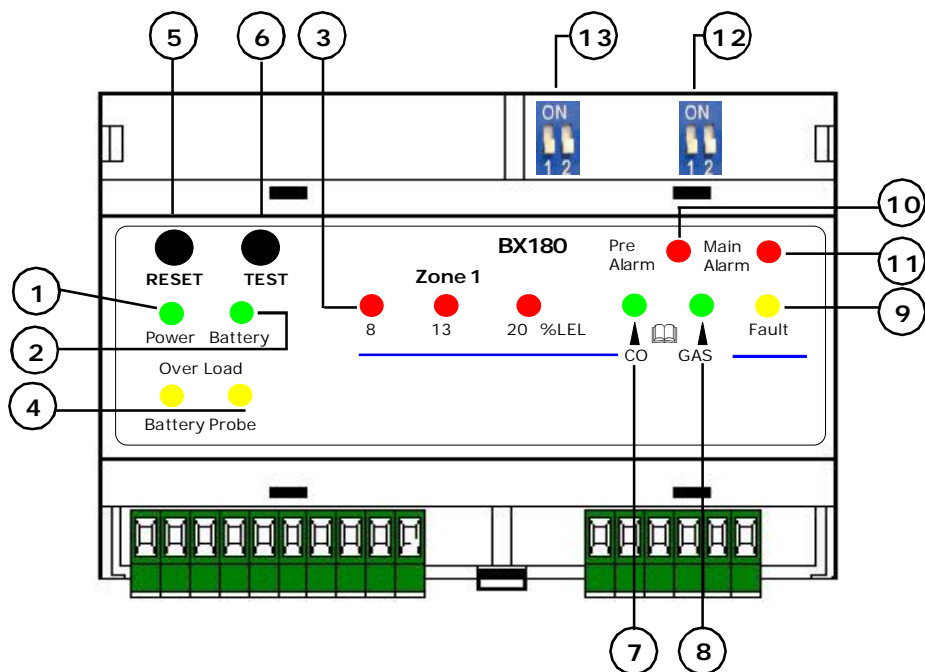 5 6 3 13 12
ON ON
1 2 1 2
10
BX180 Pre Alarm Main Alarm
11
RESET TEST Zone 1
1
8 13 20 %LEL
9
Power Battery Fault
2
CO GAS
Over Load
4
Battery Probe
7 8